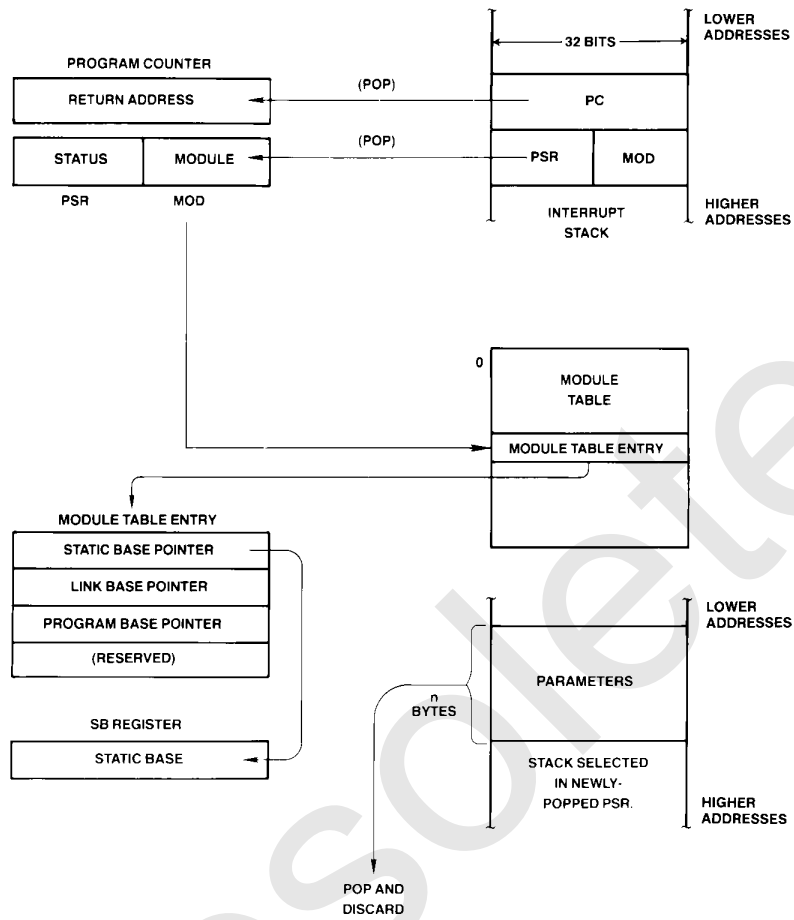 LOWER
ADDRESSES
32 BITS
PROGRAM COUNTER
RETURN ADDRESS
(POP)
PC
STATUS
MODULE
(POP)
PSR
MOD
PSR
MOD
INTERRUPT
STACK
HIGHER
ADDRESSES
0
MODULE
TABLE
MODULE TABLE ENTRY
MODULE TABLE ENTRY
STATIC BASE POINTER
LINK BASE POINTER
PROGRAM BASE POINTER
(RESERVED)
LOWER
ADDRESSES
n
BYTES
PARAMETERS
SB REGISTER
STATIC BASE
STACK SELECTED
IN NEWLY-
POPPED PSR.
HIGHER
ADDRESSES
POP AND
DISCARD